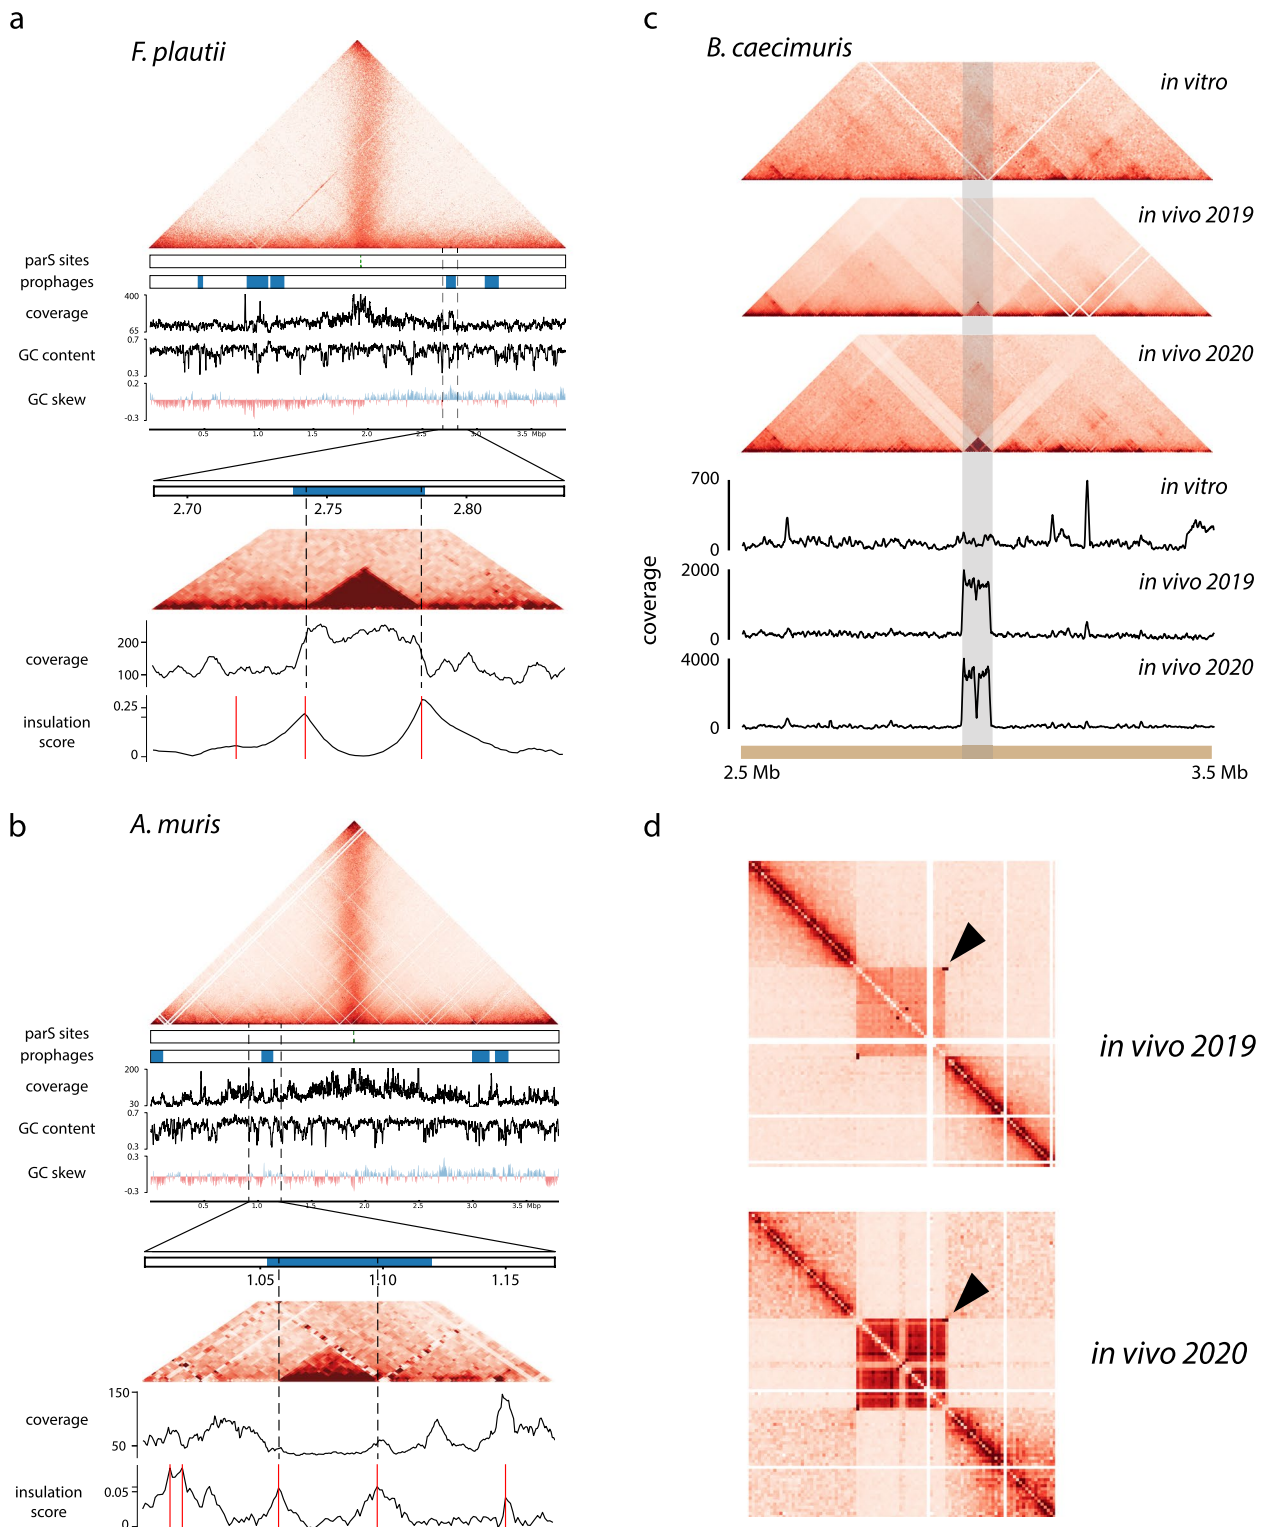 a
F. plautii
parS sites
prophages
400
coverage
65
0.7
GC content
0.3
0.2
GC skew
-0.3
0.5 1.0 1.5 2.0 2.5 3.0 3.5 Mbp
2.70 2.75 2.80
200
coverage
100
0.25
insulation
score
0
b
A. muris
parS sites
prophages
200
coverage
30
0.7
GC content
0.3
0.3
GC skew
-0.3
0.5 1.0 1.5 2.0 2.5 3.0 3.5 Mbp
1.05 1.10 1.15
150
coverage
50
0.05
insulation
score
0
c
B. caecimuris
in vitro
in vivo 2019
in vivo 2020
coverage
700
in vitro
0
2000
in vivo 2019
0
4000
in vivo 2020
0
2.5 Mb 3.5 Mb
d
in vivo 2019
in vivo 2020